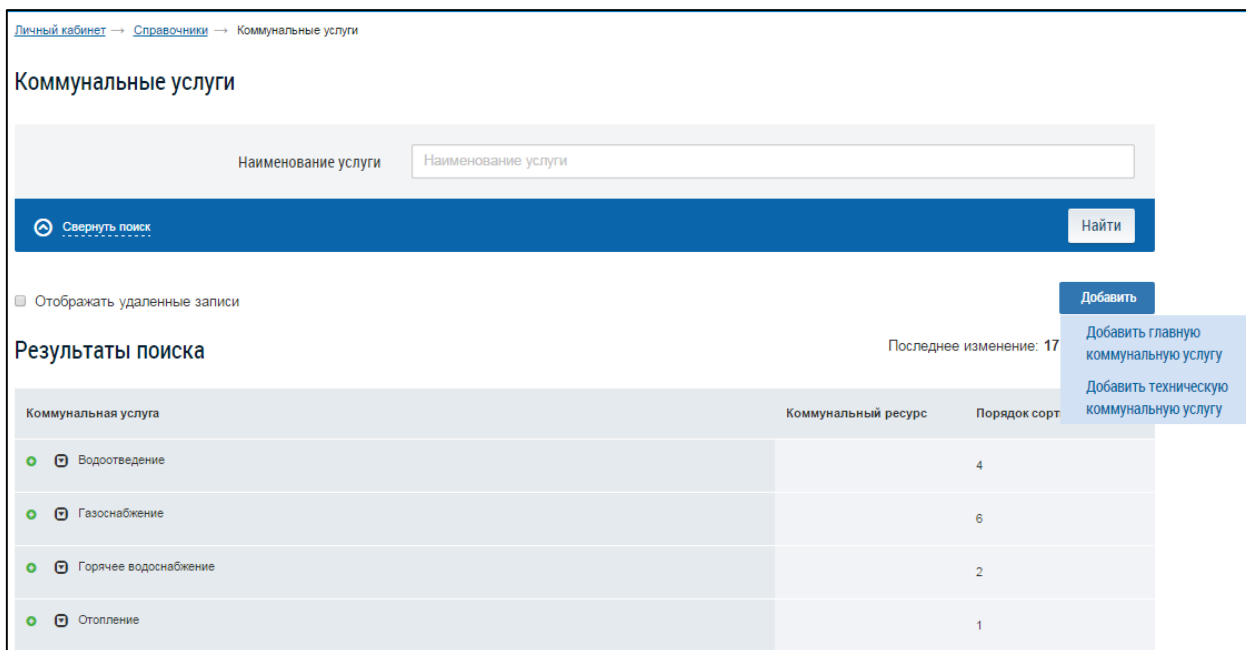 Личный кабинет → Справочники → Коммунальные услуги
Коммунальные услуги
Наименование услуги Наименование услуги
Свернуть поиск Найти
Отображать удаленные записи Добавить
Добавить главную
коммунальную услугу
Добавить техническую
коммунальную услугу
Результаты поиска Последнее изменение: 17
Коммунальная услуга Коммунальный ресурс Порядок сорт
Водоотведение 4
Газоснабжение 6
Горячее водоснабжение 2
Отопление 1